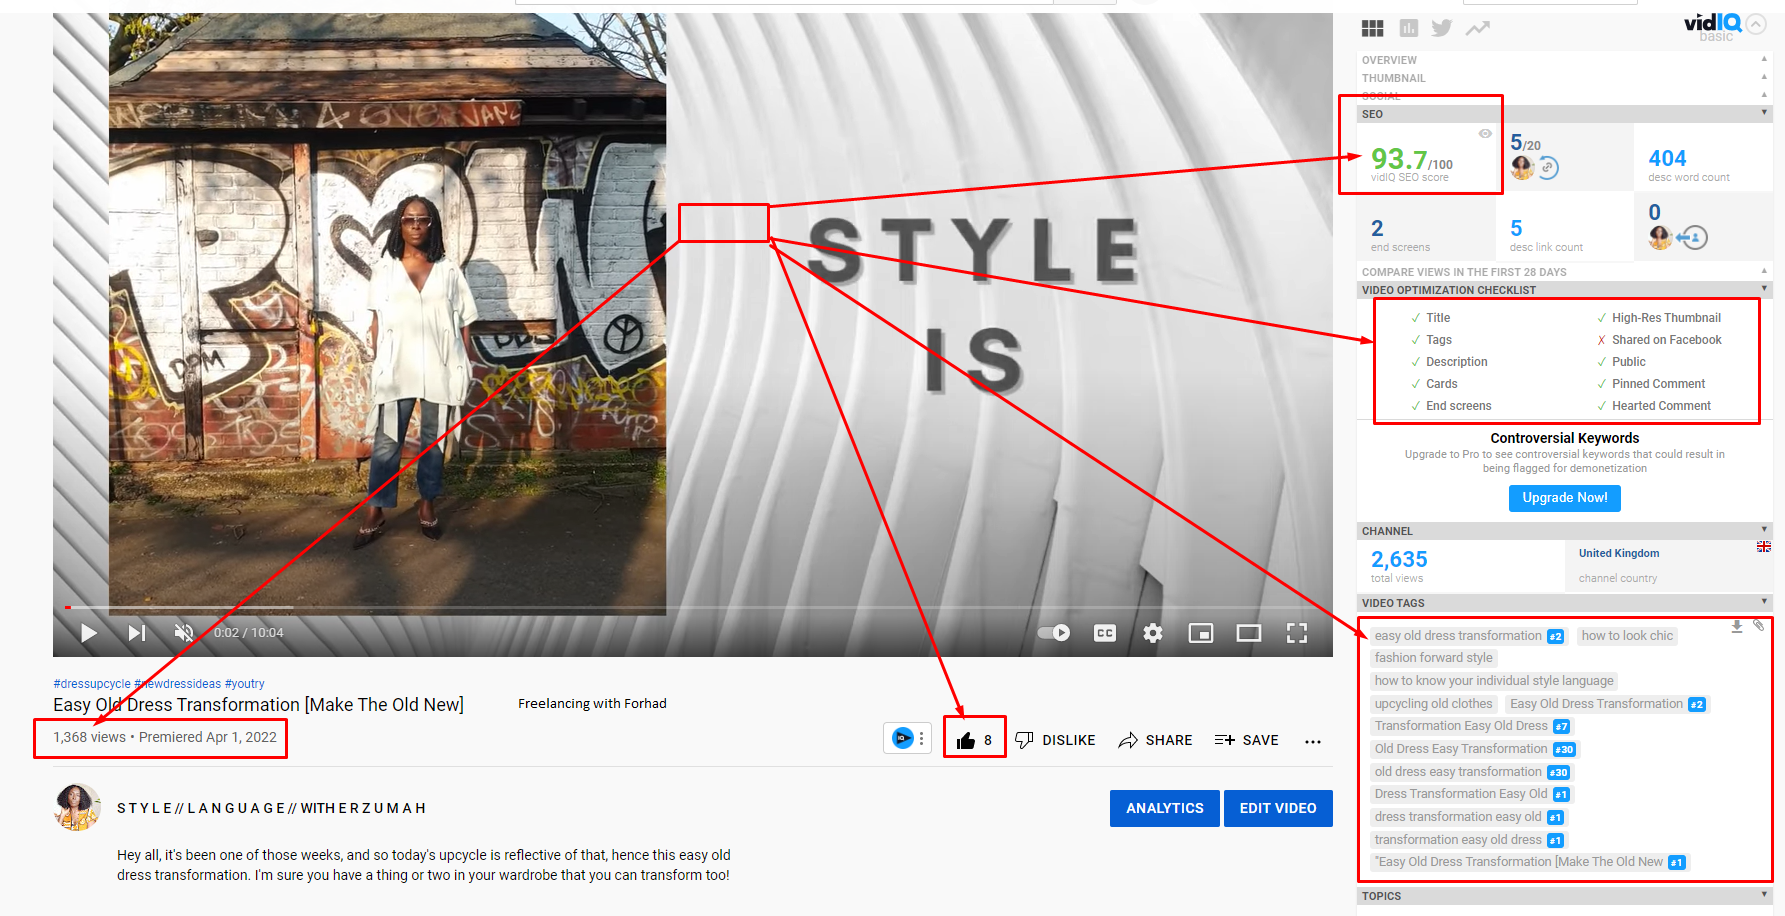 vidIQ
basic
OVERVIEW
THUMBNAIL
SOCIAL
SEO
93.7/100
vidIQ SEO score
5/20
404
desc word count
2
end screens
5
desc link count
0
COMPARE VIEWS IN THE FIRST 28 DAYS
VIDEO OPTIMIZATION CHECKLIST
✓ Title
✓ Tags
✓ Description
✓ Cards
✓ End screens
✓ High-Res Thumbnail
✗ Shared on Facebook
✓ Public
✓ Pinned Comment
✓ Hearted Comment
Controversial Keywords
Upgrade to Pro to see controversial keywords that could result in
being flagged for demonetization
Upgrade Now!
CHANNEL
2,635
total views
United Kingdom
channel country
VIDEO TAGS
easy old dress transformation #2 how to look chic
fashion forward style
how to know your individual style language
upcycling old clothes Easy Old Dress Transformation #2
Transformation Easy Old Dress #7
Old Dress Easy Transformation #30
old dress easy transformation #30
Dress Transformation Easy Old #1
dress transformation easy old #1
transformation easy old dress #1
"Easy Old Dress Transformation [Make The Old New #1
TOPICS
STYLE
IS
DDM
0:02 / 10:04
CC
#dressupcycle #newdressideas #youtry
Easy Old Dress Transformation [Make The Old New]
Freelancing with Forhad
1,368 views • Premiered Apr 1, 2022
IQ
8
DISLIKE
SHARE
SAVE
STYLE//LANGUAGE//WITHERZUMAH
ANALYTICS
EDIT VIDEO
Hey all, it's been one of those weeks, and so today's upcycle is reflective of that, hence this easy old
dress transformation. I'm sure you have a thing or two in your wardrobe that you can transform too!